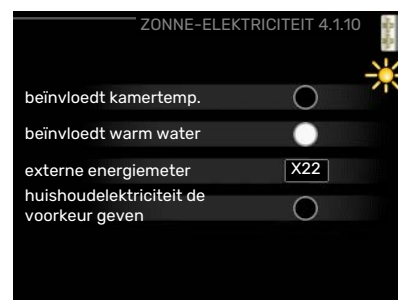 ZONNE-ELEKTRICITEIT 4.1.10
beïnvloedt kamertemp.
beïnvloedt warm water
externe energiemeter X22
huishoudelektriciteit de
voorkeur geven